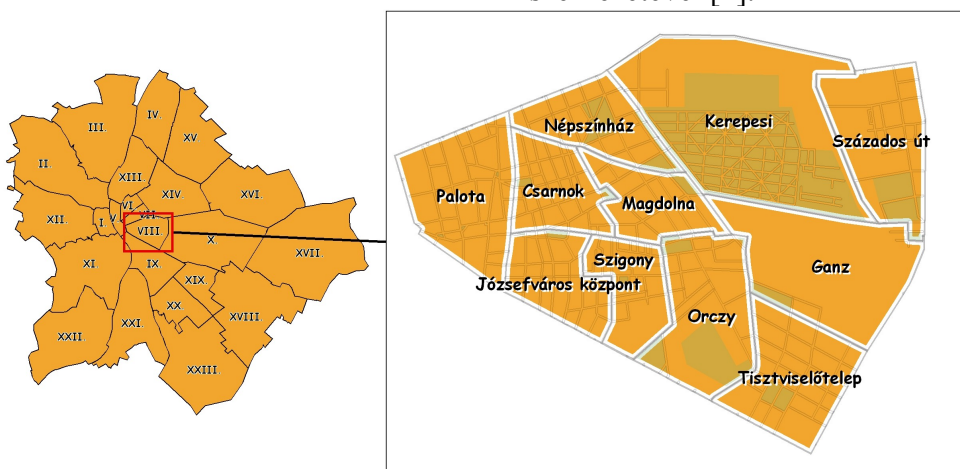 IV.
III.
XV.
II.
XIII.
XIV.
XVI.
VI.
XII.
I.
V.
VII.
VIII
X.
XVII.
XI.
IX.
XIX.
XX.
XVIII.
XXI.
XXII.
XXIII.
Népszínház
Kerepesi
Százados út
Palota
Csarnok
Magdolna
Szigony
Ganz
Józsefváros központ
Orczy
Tisztviselőtelep